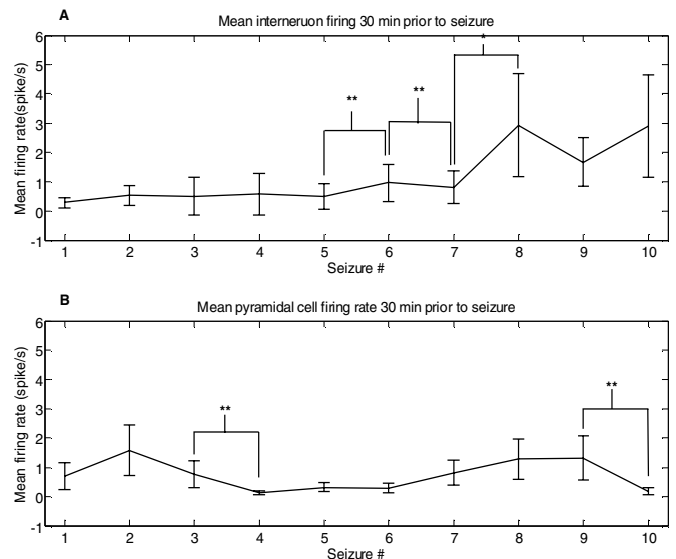 A
Mean interneruon firing 30 min prior to seizure
6
5
4
3
2
1
0
-1
Mean firing rate(spike/s)
**
**
*
1 2 3 4 5 6 7 8 9 10
Seizure #
B
Mean pyramidal cell firing rate 30 min prior to seizure
6
5
4
3
2
1
0
-1
Mean firing rate (spike/s)
**
**
1 2 3 4 5 6 7 8 9 10
Seizure #